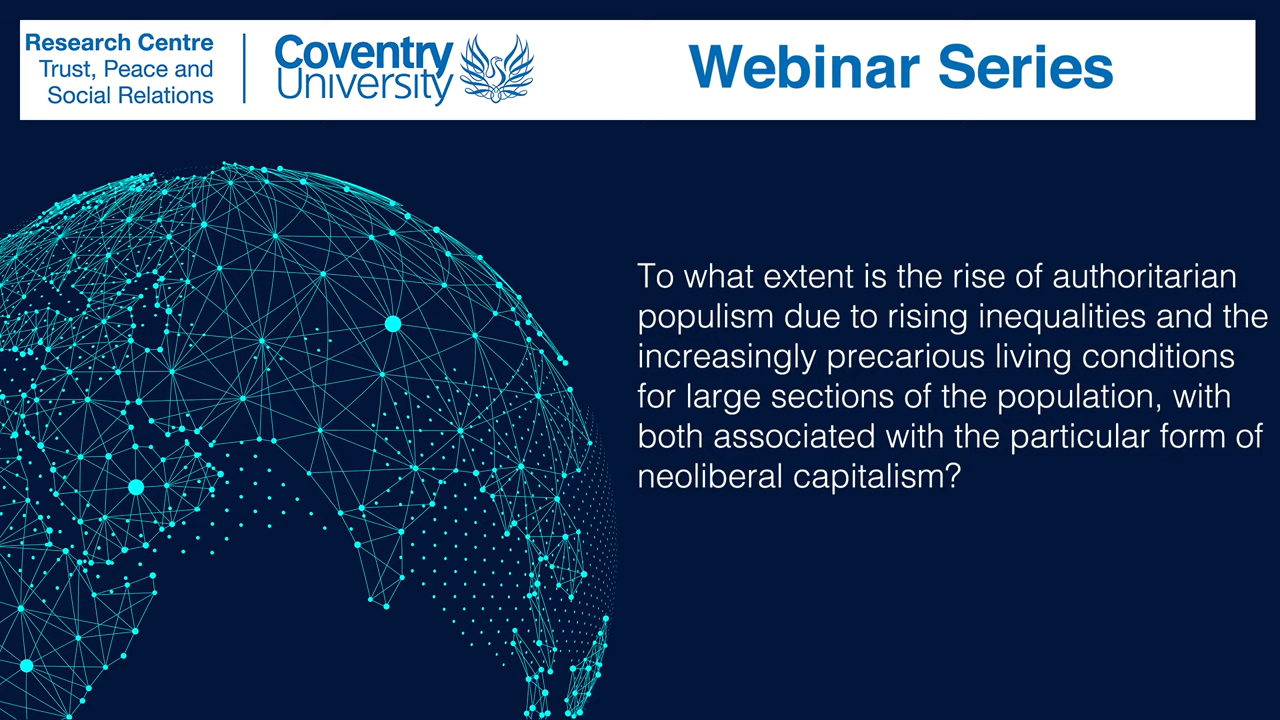 Research Centre
Trust, Peace and
Social Relations
Coventry
University
Webinar Series
To what extent is the rise of authoritarian
populism due to rising inequalities and the
increasingly precarious living conditions
for large sections of the population, with
both associated with the particular form of
neoliberal capitalism?